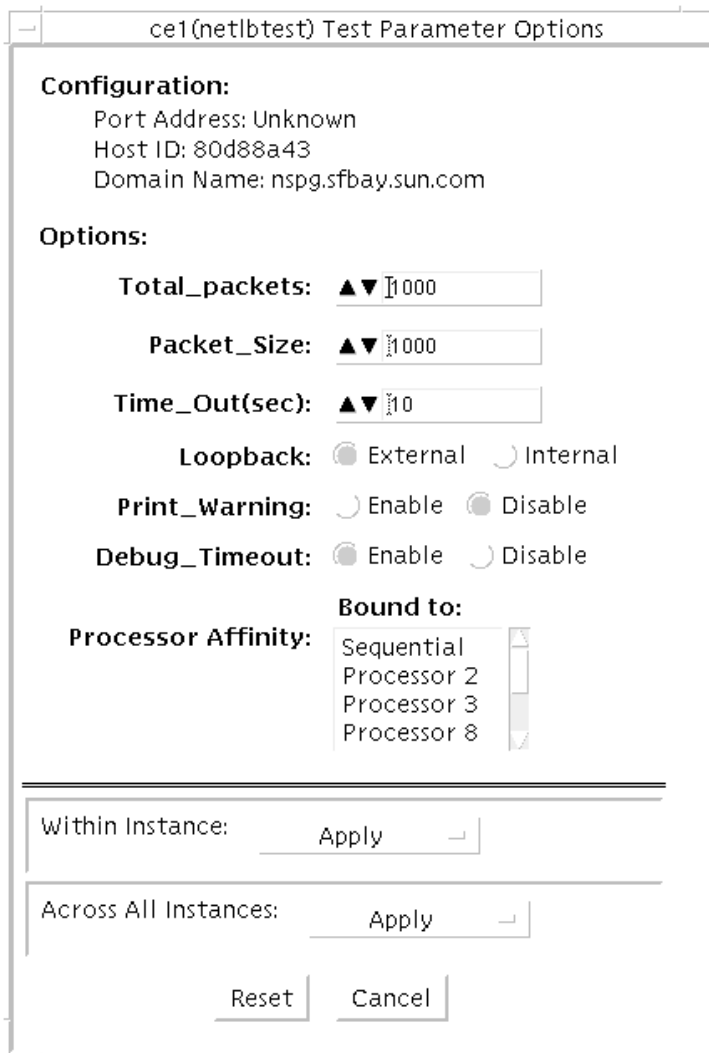 ce1(netlbtest) Test Parameter Options
Configuration:
Port Address: Unknown
Host ID: 80d88a43
Domain Name: nspg.sfbay.sun.com
Options:
Total_packets: 1000
Packet_Size: 1000
Time_Out(sec): 10
Loopback: External Internal
Print_Warning: Enable Disable
Debug_Timeout: Enable Disable
Bound to:
Processor Affinity: Sequential
Processor 2
Processor 3
Processor 8
Within Instance: Apply
Across All Instances: Apply
Reset Cancel